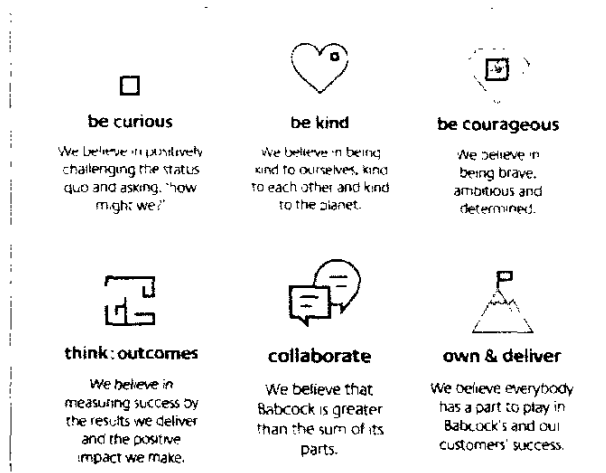 be curious
We believe in positively
challenging the status
quo and asking, 'how
might we?'
be kind
We believe in being
kind to ourselves, kind
to each other and kind
to the planet.
be courageous
We believe in
being brave,
ambitious and
determined.
think: outcomes
We believe in
measuring success by
the results we deliver
and the positive
impact we make.
collaborate
We believe that
Babcock is greater
than the sum of its
parts.
own & deliver
We believe everybody
has a part to play in
Babcock's and our
customers' success.